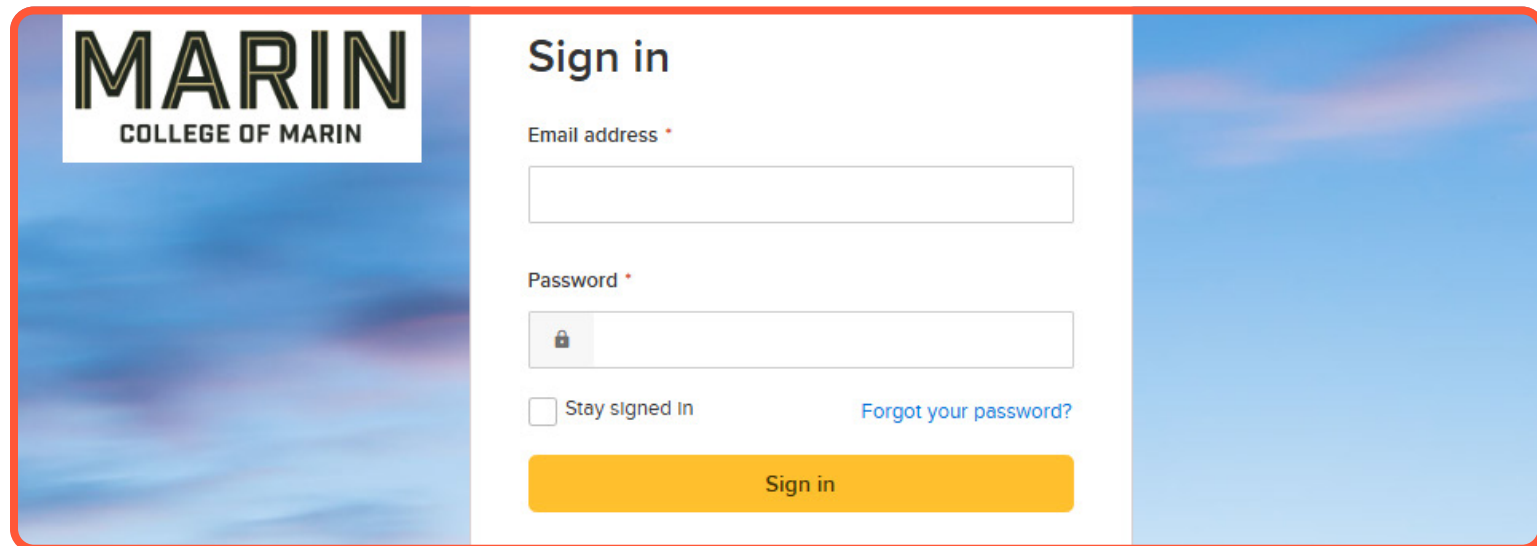 MARIN
COLLEGE OF MARIN
Sign in
Email address *
Password *
Stay signed in
Forgot your password?
Sign in